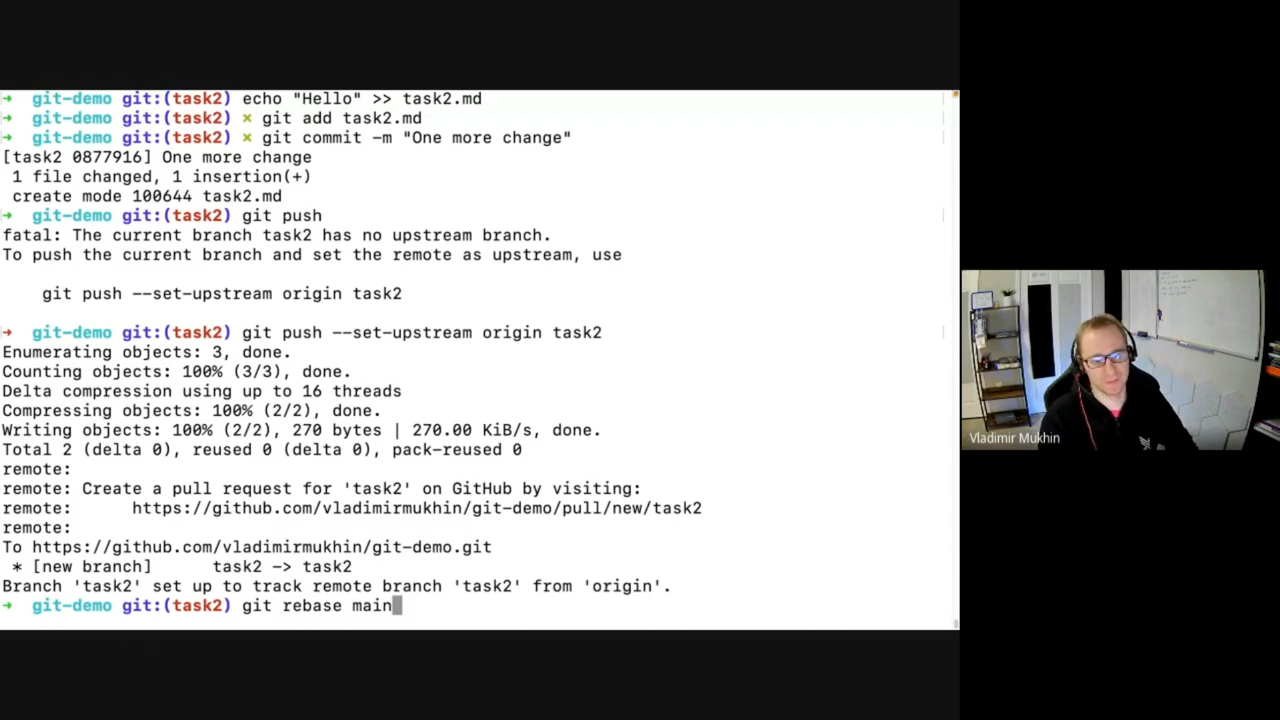 → git-demo git:(task2) echo "Hello" >> task2.md
→ git-demo git:(task2) × git add task2.md
→ git-demo git:(task2) × git commit -m "One more change"
[task2 0877916] One more change
 1 file changed, 1 insertion(+)
 create mode 100644 task2.md
→ git-demo git:(task2) git push
fatal: The current branch task2 has no upstream branch.
To push the current branch and set the remote as upstream, use
    git push --set-upstream origin task2
→ git-demo git:(task2) git push --set-upstream origin task2
Enumerating objects: 3, done.
Counting objects: 100% (3/3), done.
Delta compression using up to 16 threads
Compressing objects: 100% (2/2), done.
Writing objects: 100% (2/2), 270 bytes | 270.00 KiB/s, done.
Total 2 (delta 0), reused 0 (delta 0), pack-reused 0
remote:
remote: Create a pull request for 'task2' on GitHub by visiting:
remote:      https://github.com/vladimirmukhin/git-demo/pull/new/task2
remote:
To https://github.com/vladimirmukhin/git-demo.git
 * [new branch]      task2 -> task2
Branch 'task2' set up to track remote branch 'task2' from 'origin'.
→ git-demo git:(task2) git rebase main
Vladimir Mukhin